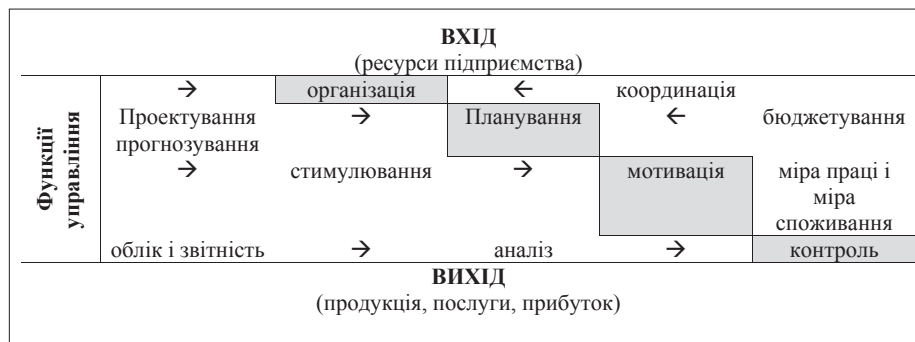 ВХІД
(ресурси підприємства)
Функції
управління
→ організація ← координація
Проектування → Планування ← бюджетування
прогнозування
→ стимулювання → мотивація міра праці і
міра
споживання
облік і звітність → аналіз → контроль
ВИХІД
(продукція, послуги, прибуток)